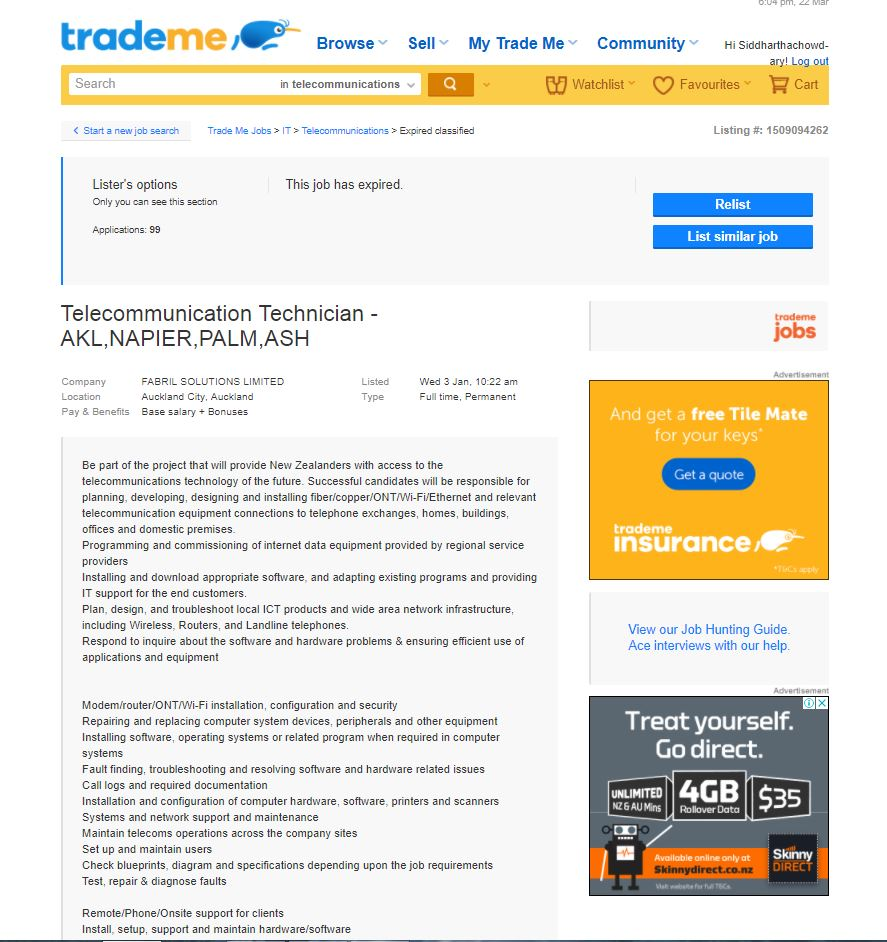 6:04 pm, 22 Mar
trademe
Browse Sell My Trade Me Community
Hi Siddharthachowd-
ary! Log out
Search in telecommunications
Watchlist Favourites Cart
Start a new job search
Trade Me Jobs > IT > Telecommunications > Expired classified
Listing #: 1509094262
Lister's options
Only you can see this section
Applications: 99
This job has expired.
Relist
List similar job
Telecommunication Technician -
AKL,NAPIER,PALM,ASH
Company FABRIL SOLUTIONS LIMITED
Location Auckland City, Auckland
Pay & Benefits Base salary + Bonuses
Listed Wed 3 Jan, 10:22 am
Type Full time, Permanent
Be part of the project that will provide New Zealanders with access to the
telecommunications technology of the future. Successful candidates will be responsible for
planning, developing, designing and installing fiber/copper/ONT/Wi-Fi/Ethernet and relevant
telecommunication equipment connections to telephone exchanges, homes, buildings,
offices and domestic premises.
Programming and commissioning of internet data equipment provided by regional service
providers
Installing and download appropriate software, and adapting existing programs and providing
IT support for the end customers.
Plan, design, and troubleshoot local ICT products and wide area network infrastructure,
including Wireless, Routers, and Landline telephones.
Respond to inquire about the software and hardware problems & ensuring efficient use of
applications and equipment
Modem/router/ONT/Wi-Fi installation, configuration and security
Repairing and replacing computer system devices, peripherals and other equipment
Installing software, operating systems or related program when required in computer
systems
Fault finding, troubleshooting and resolving software and hardware related issues
Call logs and required documentation
Installation and configuration of computer hardware, software, printers and scanners
Systems and network support and maintenance
Maintain telecoms operations across the company sites
Set up and maintain users
Check blueprints, diagram and specifications depending upon the job requirements
Test, repair & diagnose faults
Remote/Phone/Onsite support for clients
Install, setup, support and maintain hardware/software
trademe
jobs
Advertisement
And get a free Tile Mate
for your keys*
Get a quote
trademe
insurance
*T&Cs apply
View our Job Hunting Guide.
Ace interviews with our help.
Advertisement
Treat yourself.
Go direct.
UNLIMITED
NZ & AU Mins
4GB
Rollover Data
$35
Available online only at
Skinnydirect.co.nz
Visit website for full T&Cs.
Skinny
DIRECT